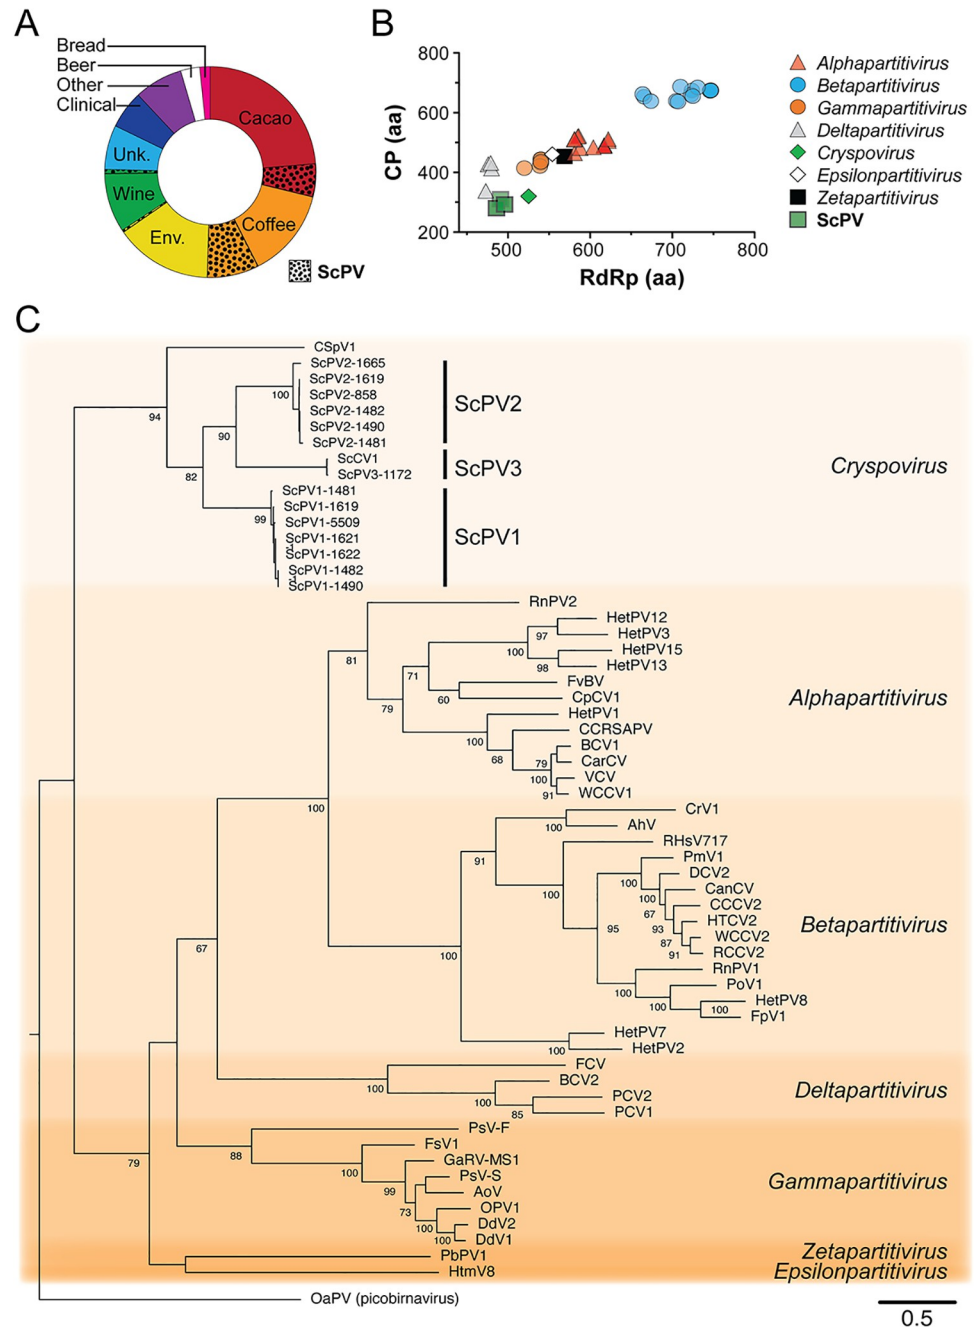 A
Bread
Beer
Other
Clinical
Cacao
Unk.
Wine
Env.
Coffee
ScPV
B
800
600
400
200
CP (aa)
500
600
700
800
RdRp (aa)
Alphapartitivirus
Betapartitivirus
Gammapartitivirus
Deltapartitivirus
Cryspovirus
Epsilonpartitivirus
Zetapartitivirus
ScPV
C
CSpV1
ScPV2-1665
ScPV2-1619
100
ScPV2-858
ScPV2-1482
94
ScPV2
ScPV2-1490
90
ScPV2-1481
ScCV1
ScPV3
Cryspovirus
82
ScPV3-1172
ScPV1-1481
ScPV1-1619
99
ScPV1-5509
ScPV1-1621
ScPV1
ScPV1-1622
ScPV1-1482
ScPV1-1490
RnPV2
HetPV12
97
HetPV3
100
HetPV15
81
98
HetPV13
71
FvBV
60
CpCV1
Alphapartitivirus
79
HetPV1
CCRSAPV
100
BCV1
68
79
CarCV
100
VCV
91
WCCV1
100
CrV1
100
AhV
RHsV717
91
PmV1
DCV2
100
CanCV
100
100
CCCV2
67
HTCV2
93
95
Betapartitivirus
WCCV2
87
67
100
RCCV2
91
RnPV1
PoV1
100
HetPV8
100
100
FpV1
HetPV7
100
HetPV2
FCV
BCV2
100
Deltapartitivirus
PCV2
100
85
PCV1
PsV-F
FsV1
79
88
GaRV-MS1
100
PsV-S
Gammapartitivirus
99
AoV
OPV1
73
DdV2
100
DdV1
100
Zetapartitivirus
PbPV1
HtmV8
Epsilonpartitivirus
OaPV (picobirnavirus)
0.5